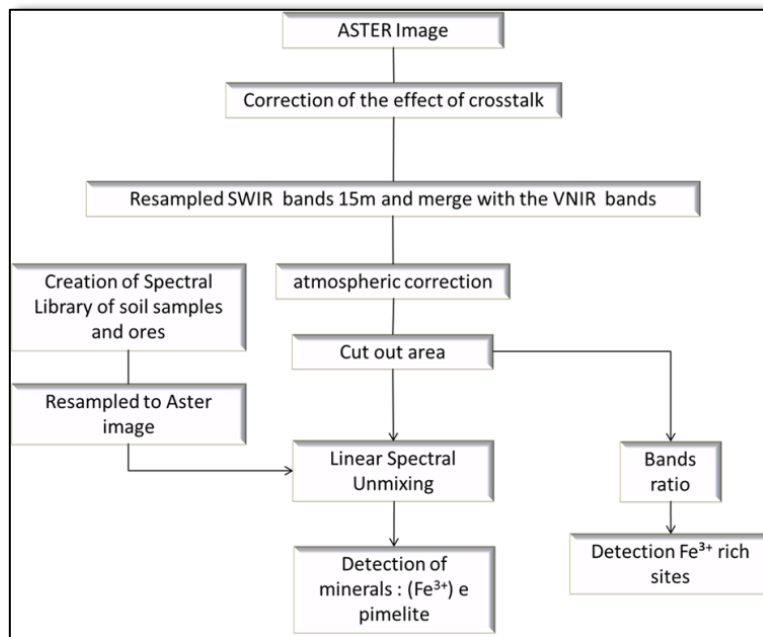 ASTER Image
Correction of the effect of crosstalk
Resampled SWIR bands 15m and merge with the VNIR bands
Creation of Spectral
Library of soil samples
and ores
atmospheric correction
Cut out area
Resampled to Aster
image
Linear Spectral
Unmixing
Bands
ratio
Detection of
minerals : (Fe³⁺) e
pimelite
Detection Fe³⁺ rich
sites